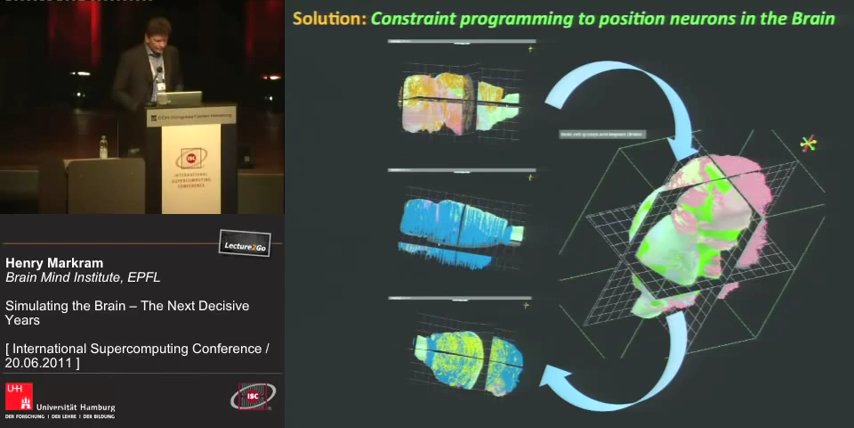 Solution: Constraint programming to position neurons in the Brain
ISC
INTERNATIONAL
SUPERCOMPUTING
CONFERENCE
Lecture2Go
Henry Markram
Brain Mind Institute, EPFL
Simulating the Brain – The Next Decisive
Years
[ International Supercomputing Conference /
20.06.2011 ]
UH
Universität Hamburg
DER FORSCHUNG | DER LEHRE | DER BILDUNG
ISC